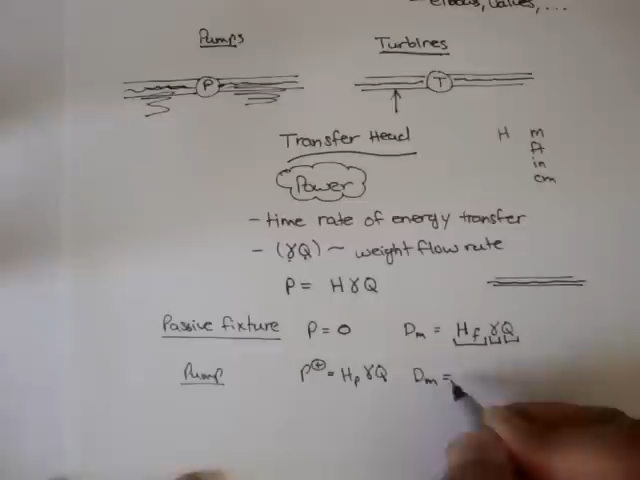 - Elbows, Valves, ...
Pumps Turbines
P T
Transfer Head H m
ft
in
cm
Power
- time rate of energy transfer
- (γQ) ~ weight flow rate
P = HγQ
Passive fixture P = 0 Dm = Hf γQ
Pump P⊕ = Hp γQ Dm =